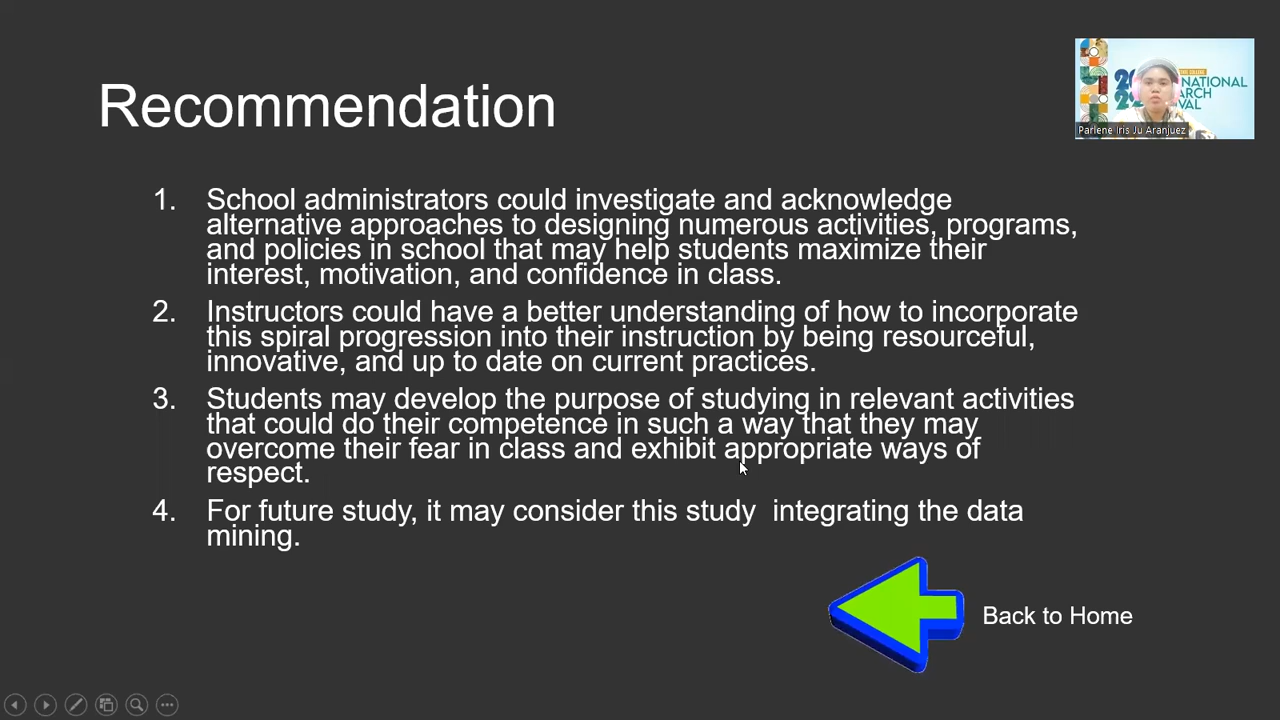 Recommendation
1. School administrators could investigate and acknowledge
alternative approaches to designing numerous activities, programs,
and policies in school that may help students maximize their
interest, motivation, and confidence in class.
2. Instructors could have a better understanding of how to incorporate
this spiral progression into their instruction by being resourceful,
innovative, and up to date on current practices.
3. Students may develop the purpose of studying in relevant activities
that could do their competence in such a way that they may
overcome their fear in class and exhibit appropriate ways of
respect.
4. For future study, it may consider this study  integrating the data
mining.
Back to Home
NATIONAL
ARCH
VAL
Parlene Iris Ju Aranjuez